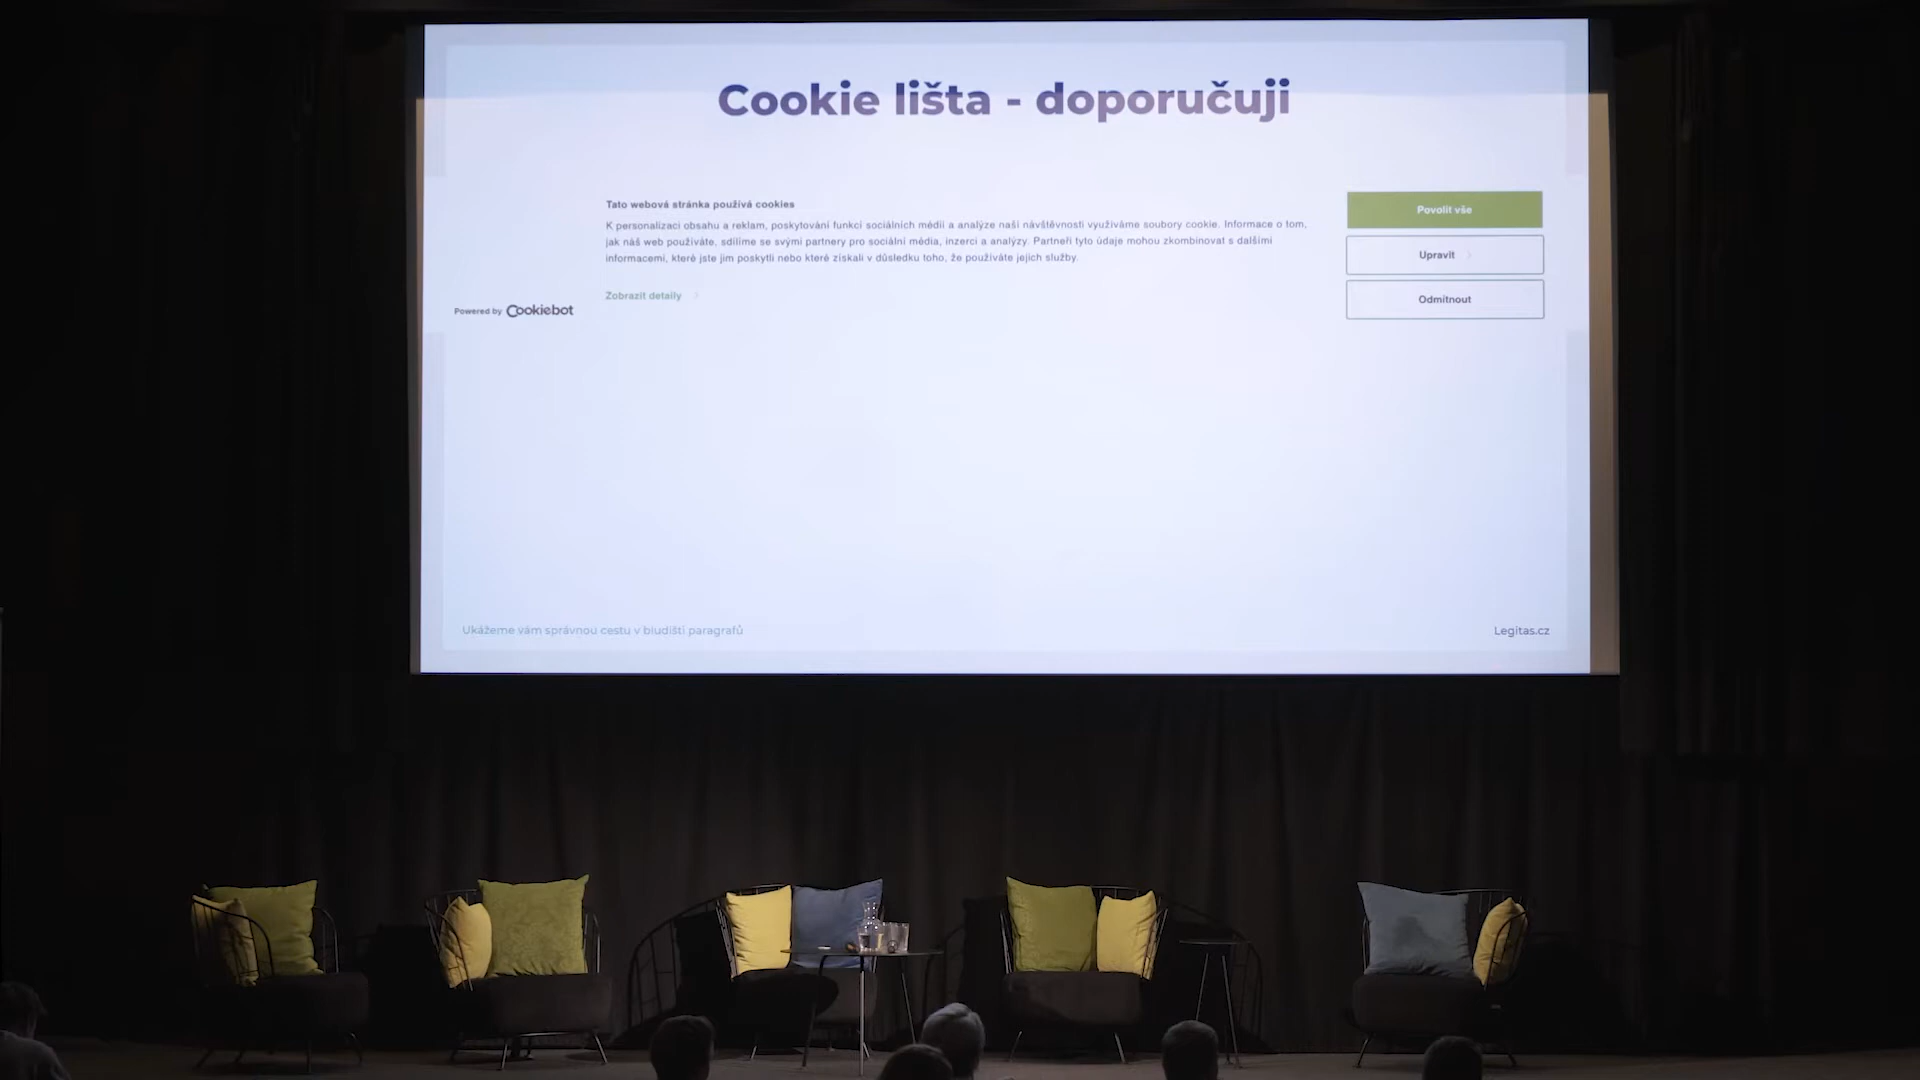 Cookie lišta - doporučuji
Tato webová stránka používá cookies
K personalizaci obsahu a reklam, poskytování funkcí sociálních médií a analýze naší návštěvnosti využíváme soubory cookie. Informace o tom,
jak náš web používáte, sdílíme se svými partnery pro sociální média, inzerci a analýzy. Partneři tyto údaje mohou zkombinovat s dalšími
informacemi, které jste jim poskytli nebo které získali v důsledku toho, že používáte jejich služby.
Zobrazit detaily
Powered by Cookiebot
Povolit vše
Upravit
Odmítnout
Ukážeme vám správnou cestu v bludišti paragrafů
Legitas.cz